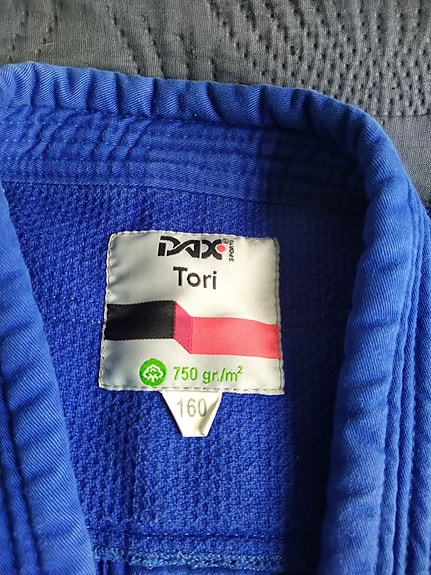 DAX
SPORTS
Tori
750 gr./m²
160